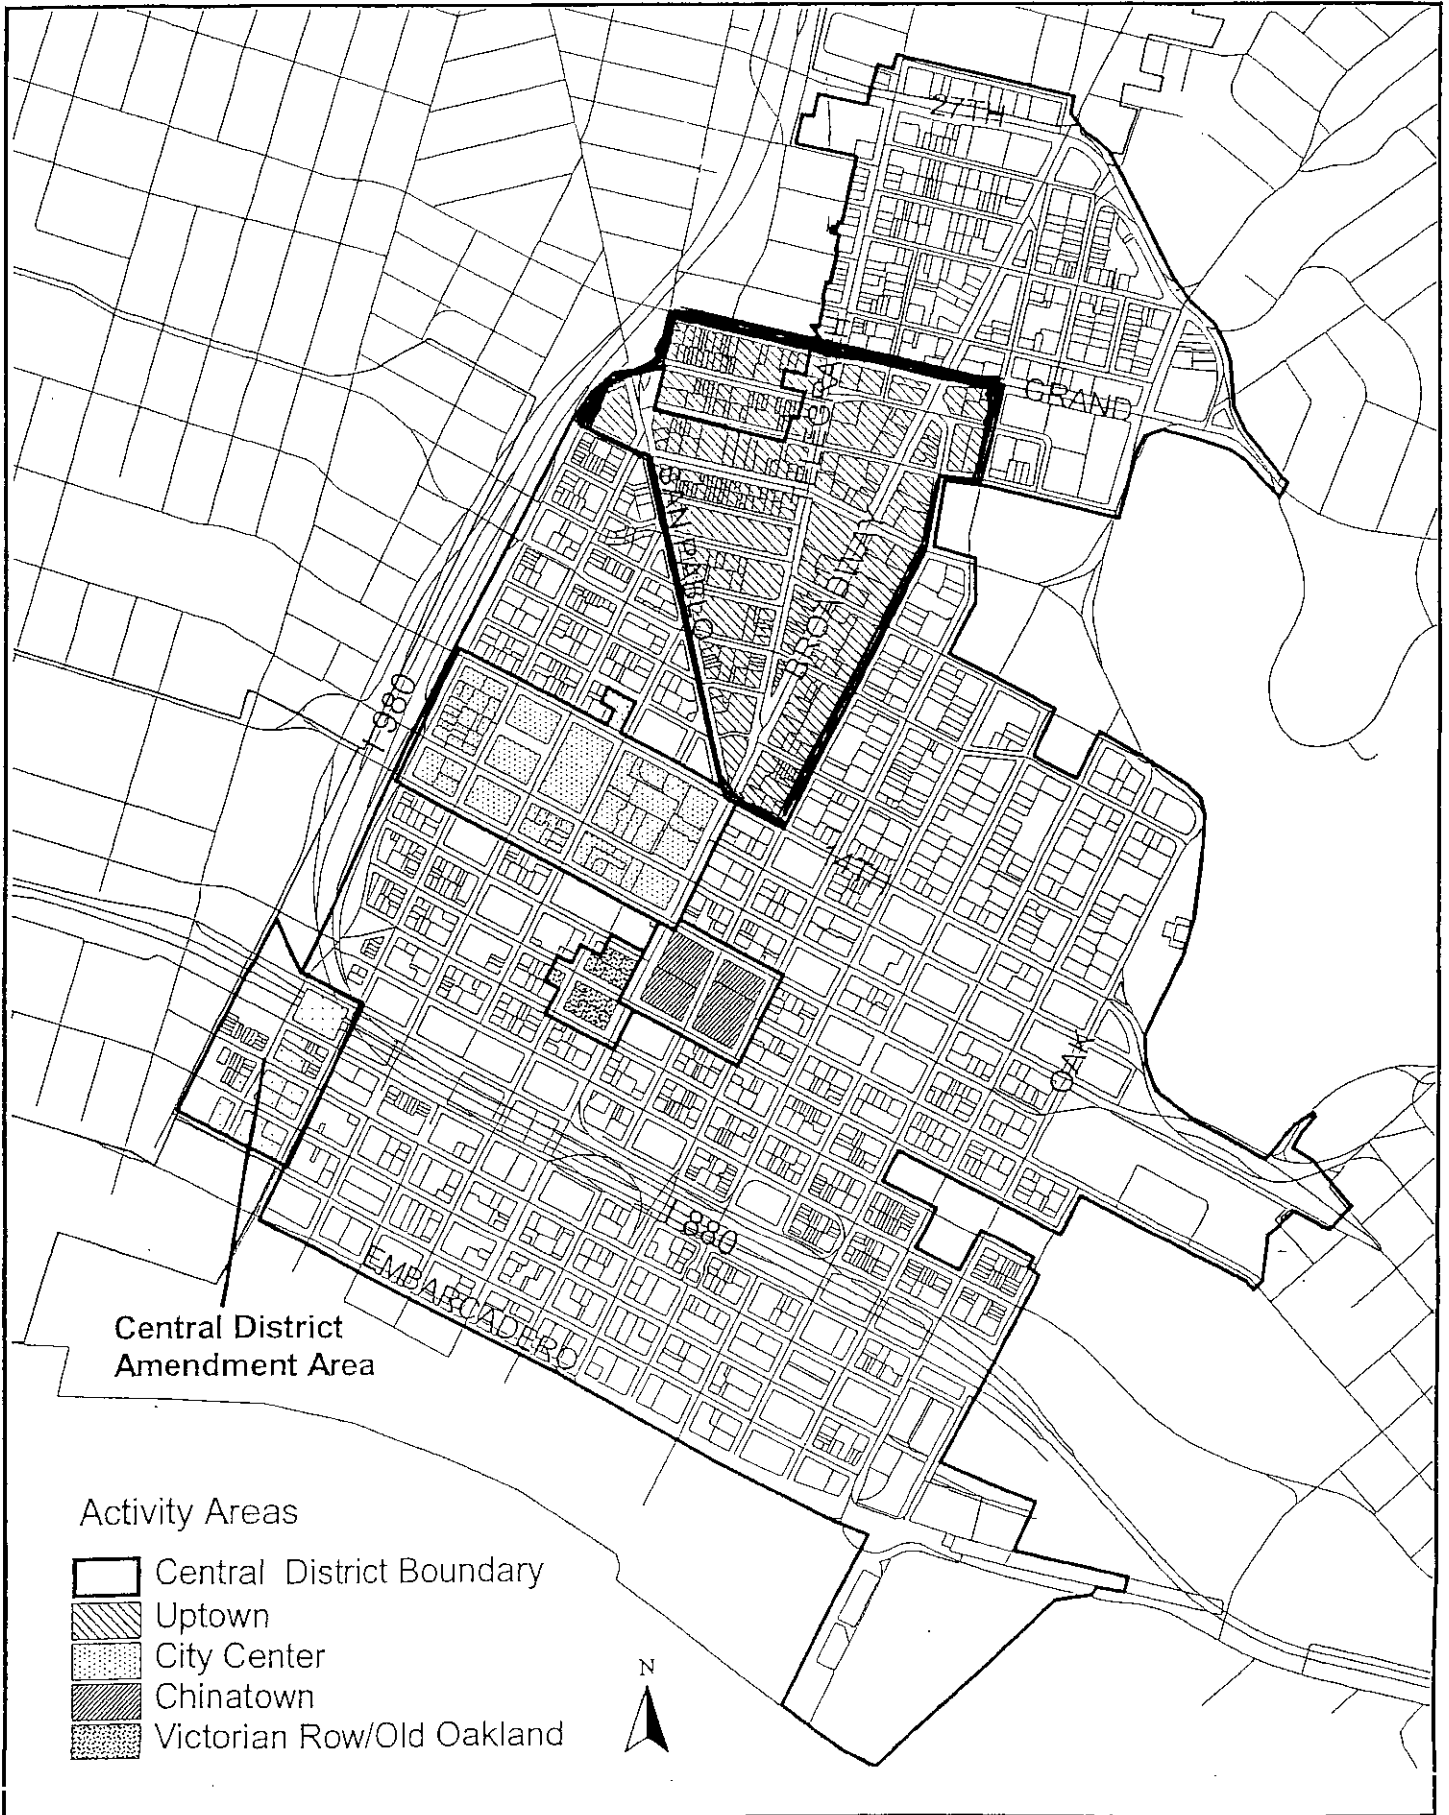 27TH
GRAND
SAN PABLO
BROADWAY
I-980
14TH
OAK
I-880
EMBARCADERO
Central District
Amendment Area
Activity Areas
Central District Boundary
Uptown
City Center
Chinatown
Victorian Row/Old Oakland
N